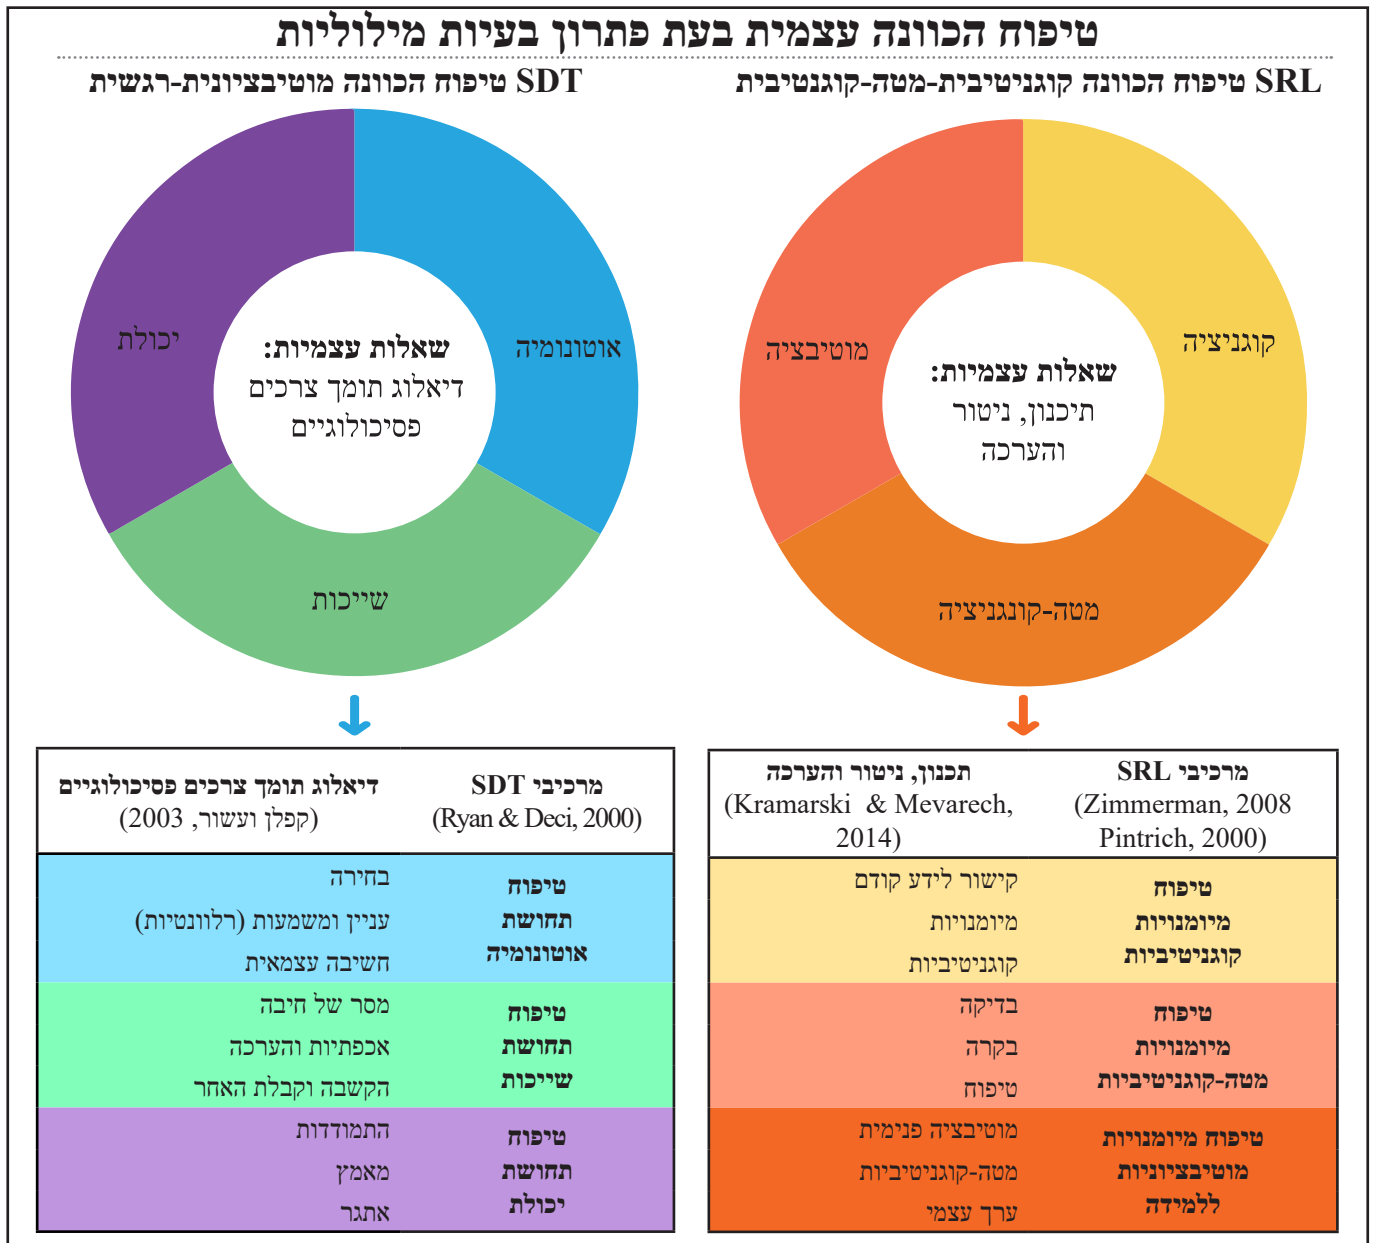 טיפוח הכוונה עצמית בעת פתרון בעיות מילוליות
SRL טיפוח הכוונה קוגניטיבית-מטה-קוגנטיבית
קוגניציה
מוטיבציה
מטה-קונגניציה
שאלות עצמיות:
תיכנון, ניטור
והערכה
SDT טיפוח הכוונה מוטיבציונית-רגשית
אוטונומיה
יכולת
שייכות
שאלות עצמיות:
דיאלוג תומך צרכים
פסיכולוגיים
מרכיבי SRL
(Zimmerman, 2008
Pintrich, 2000)
תכנון, ניטור והערכה
(Kramarski & Mevarech,
2014)
טיפוח
מיומנויות
קוגניטיביות
קישור לידע קודם
מיומנויות
קוגניטיביות
טיפוח
מיומנויות
מטה-קוגניטיביות
בדיקה
בקרה
טיפוח
טיפוח מיומנויות
מוטיבציוניות
ללמידה
מוטיבציה פנימית
מטה-קוגניטיביות
ערך עצמי
מרכיבי SDT
(Ryan & Deci, 2000)
דיאלוג תומך צרכים פסיכולוגיים
(קפלן ועשור, 2003)
טיפוח
תחושת
אוטונומיה
בחירה
עניין ומשמעות (רלוונטיות)
חשיבה עצמאית
טיפוח
תחושת
שייכות
מסר של חיבה
אכפתיות והערכה
הקשבה וקבלת האחר
טיפוח
תחושת
יכולת
התמודדות
מאמץ
אתגר